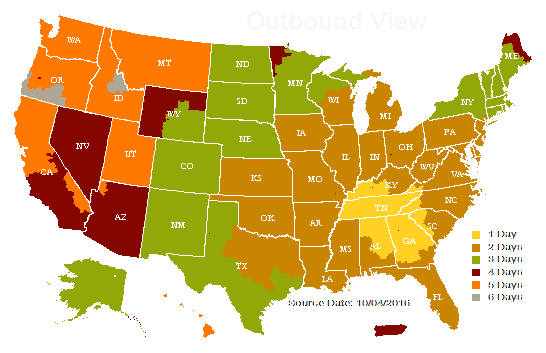 Outbound View
WA
MT
ND
MN
ME
OR
ID
WY
SD
WI
MI
NY
NV
UT
CO
NE
IA
IL
IN
OH
PA
CA
KS
MO
KY
WV
VA
AZ
NM
OK
AR
TN
NC
TX
LA
MS
AL
GA
SC
FL
1 Day
2 Days
3 Days
4 Days
5 Days
6 Days
Source Date: 10/04/2016